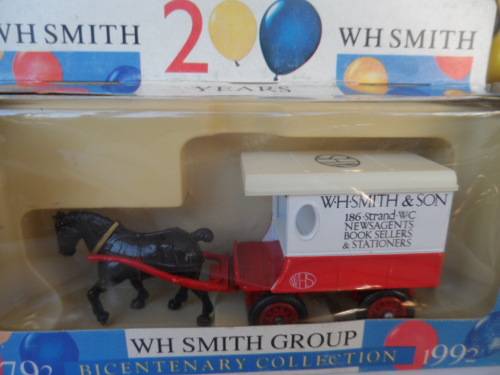 WH SMITH 200 WH SMITH
YEARS
W·H·SMITH & SON
186·Strand·WC
NEWSAGENTS
BOOK SELLERS
& STATIONERS
WHS
WH SMITH GROUP
1792 BICENTENARY COLLECTION 1992